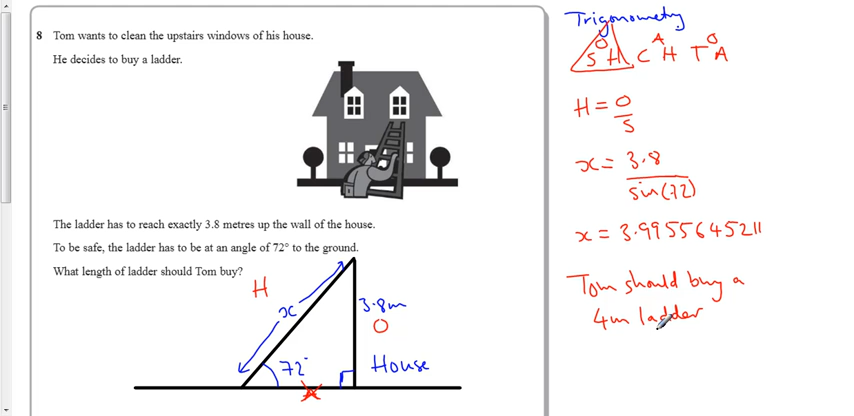 8 Tom wants to clean the upstairs windows of his house.
He decides to buy a ladder.
The ladder has to reach exactly 3.8 metres up the wall of the house.
To be safe, the ladder has to be at an angle of 72° to the ground.
What length of ladder should Tom buy?
H
x
3.8m
O
72°
House
A
Trigonometry
O A O
S H C H T A
H = O
S
x = 3.8
sin(72)
x = 3.9955645211
Tom should buy a
4m ladder